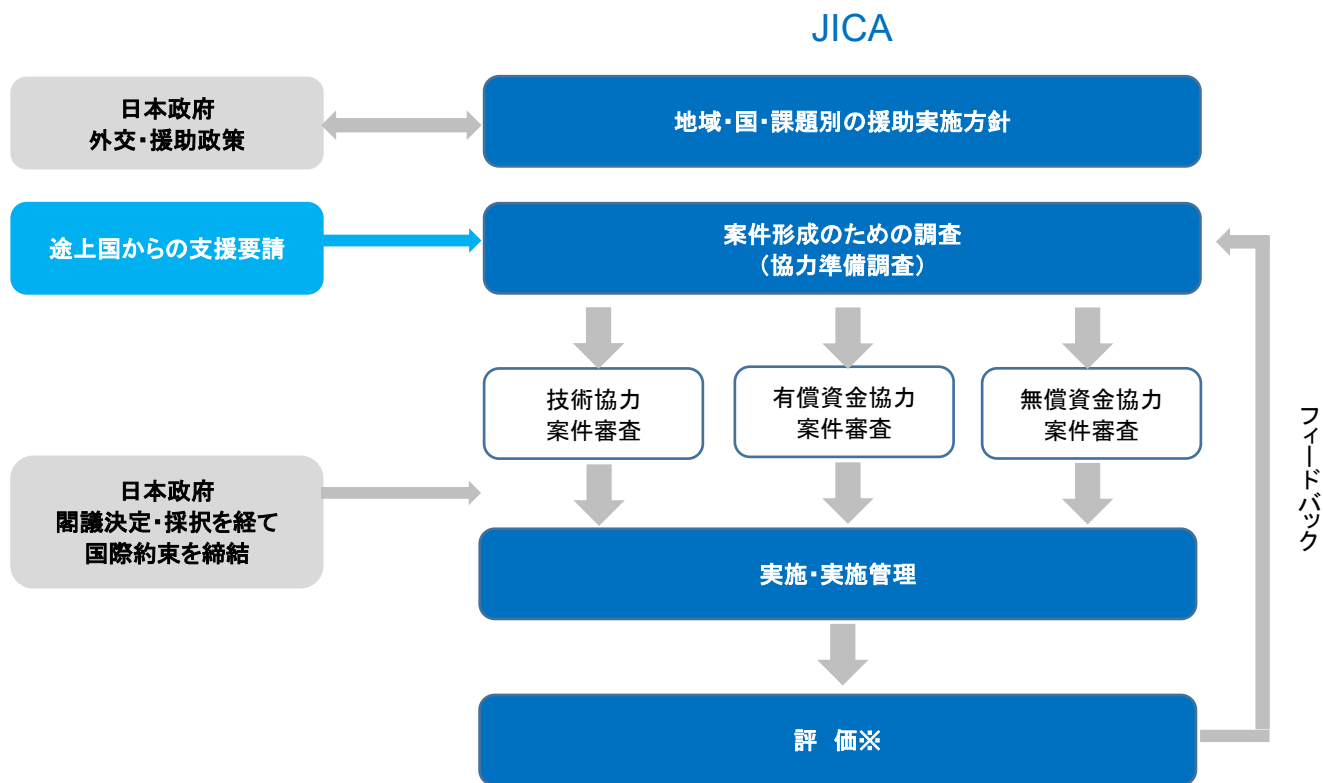 JICA
日本政府
外交・援助政策
地域・国・課題別の援助実施方針
途上国からの支援要請
案件形成のための調査
(協力準備調査)
技術協力
案件審査
有償資金協力
案件審査
無償資金協力
案件審査
フィードバック
日本政府
閣議決定・採択を経て
国際約束を締結
実施・実施管理
評 価※